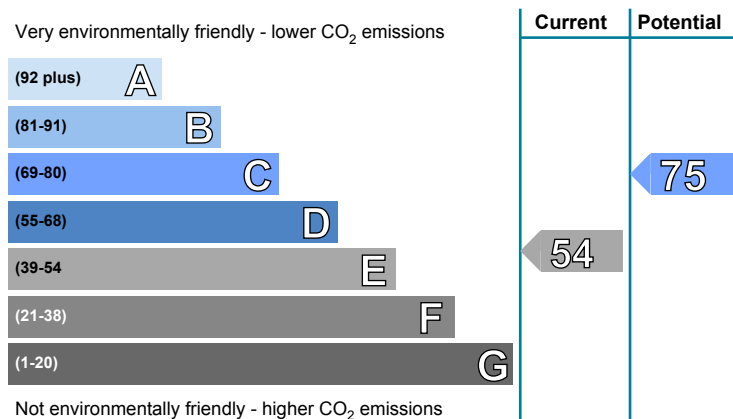 Current Potential
Very environmentally friendly - lower CO₂ emissions
(92 plus) A
(81-91) B
(69-80) C
75
(55-68) D
54
(39-54 E
(21-38) F
(1-20) G
Not environmentally friendly - higher CO₂ emissions